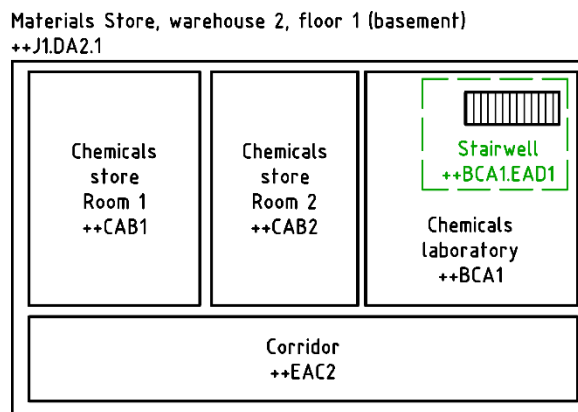 Materials Store, warehouse 2, floor 1 (basement)
++J1.DA2.1
Chemicals
store
Room 1
++CAB1
Chemicals
store
Room 2
++CAB2
Stairwell
++BCA1.EAD1
Chemicals
laboratory
++BCA1
Corridor
++EAC2